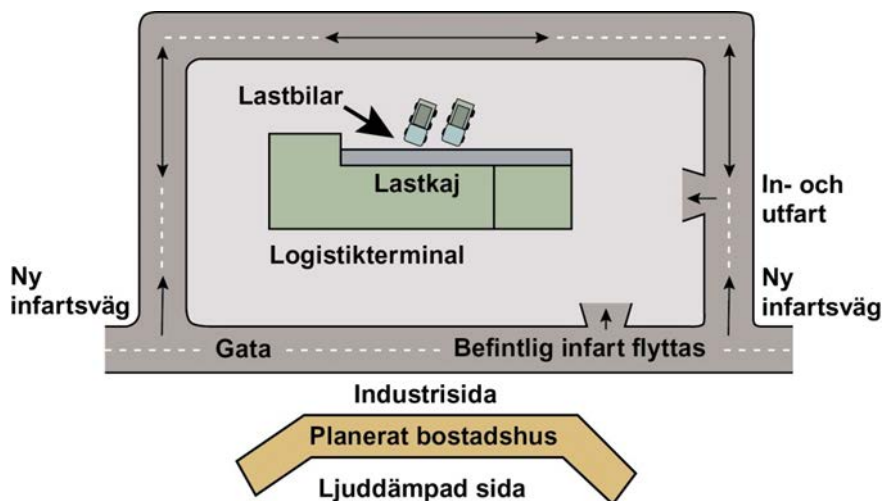 Lastbilar
Lastkaj
In- och
utfart
Logistikterminal
Ny
infartsväg
Ny
infartsväg
Gata
Befintlig infart flyttas
Industrisida
Planerat bostadshus
Ljuddämpad sida